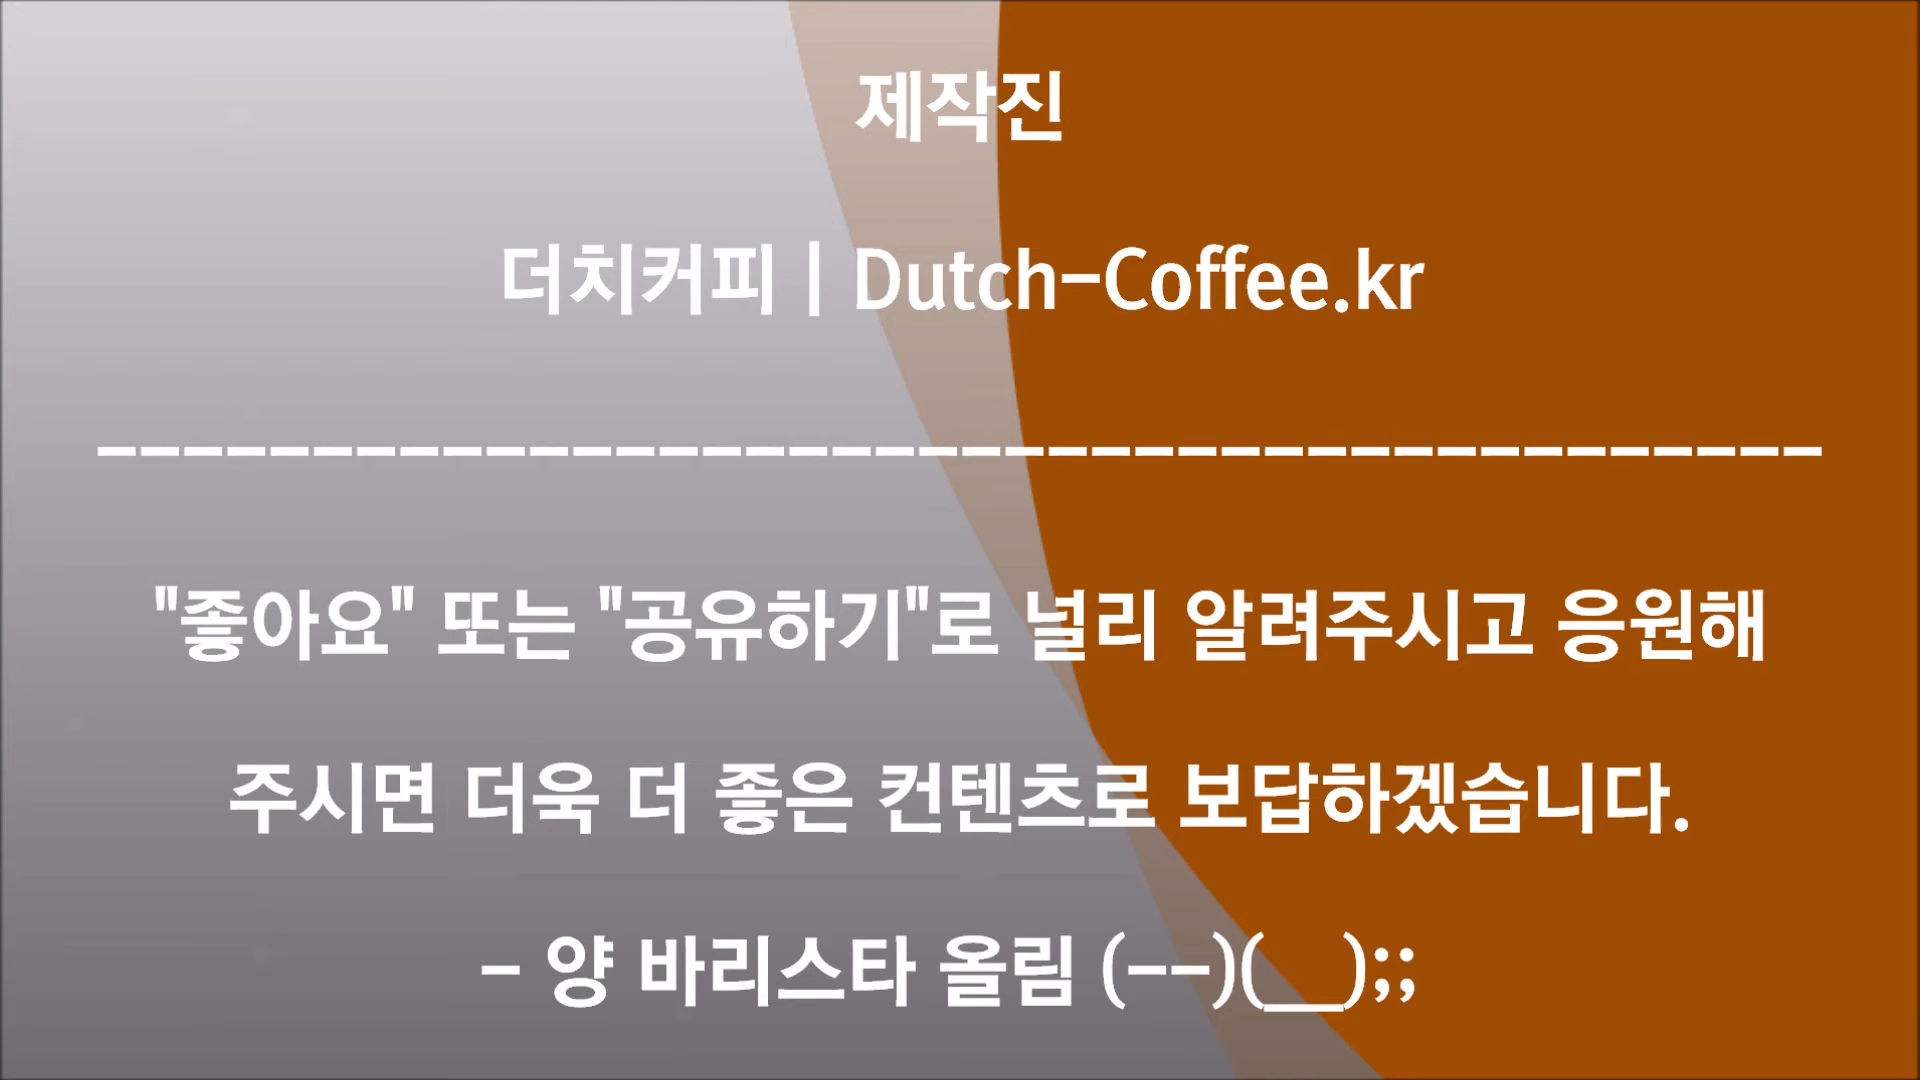 제작진
더치커피 | Dutch-Coffee.kr
----------------------------------------
"좋아요" 또는 "공유하기"로 널리 알려주시고 응원해
주시면 더욱 더 좋은 컨텐츠로 보답하겠습니다.
- 양 바리스타 올림 (--)(__);;